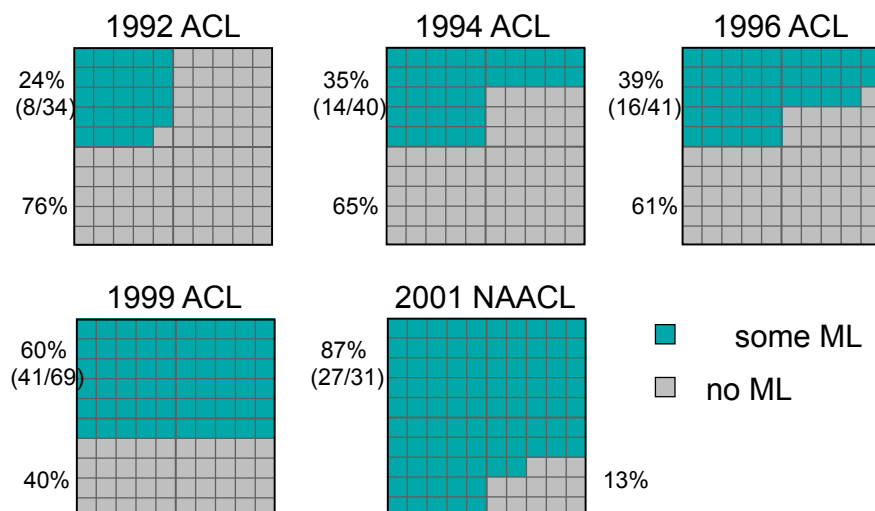 1992 ACL
24%
(8/34)
76%
1994 ACL
35%
(14/40)
65%
1996 ACL
39%
(16/41)
61%
1999 ACL
60%
(41/69)
40%
2001 NAACL
87%
(27/31)
13%
some ML
no ML